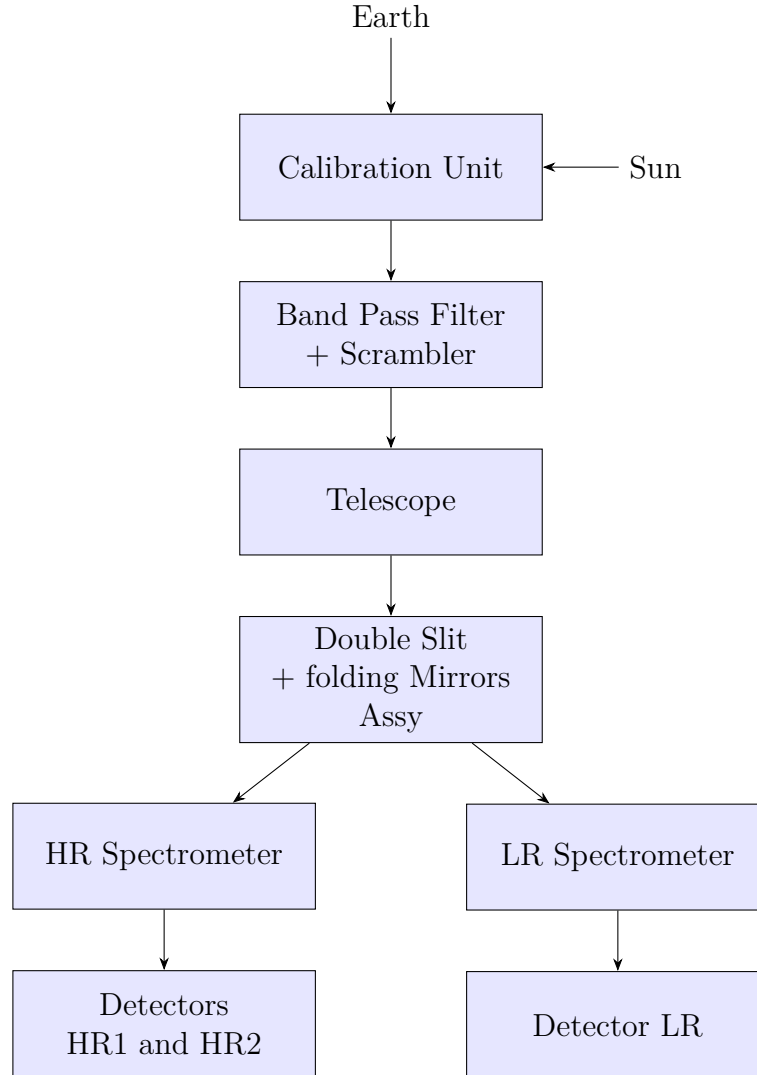 Earth
Calibration Unit
Sun
Band Pass Filter
+ Scrambler
Telescope
Double Slit
+ folding Mirrors
Assy
HR Spectrometer
LR Spectrometer
Detectors
HR1 and HR2
Detector LR